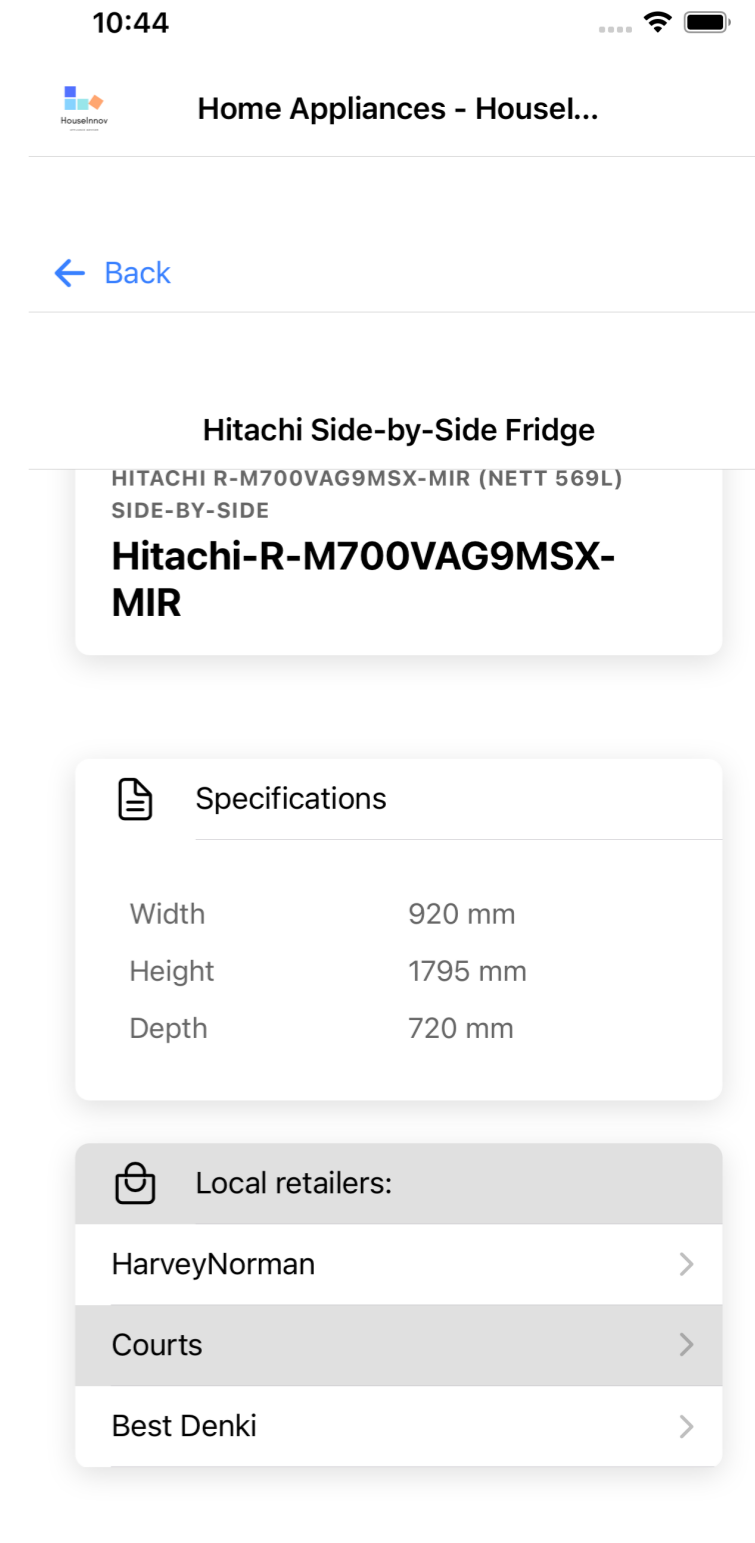 10:44
HouseInnov
Home Appliances - Housel...
Back
Hitachi Side-by-Side Fridge
HITACHI R-M700VAG9MSX-MIR (NETT 569L)
SIDE-BY-SIDE
Hitachi-R-M700VAG9MSX-
MIR
Specifications
Width 920 mm
Height 1795 mm
Depth 720 mm
Local retailers:
HarveyNorman
Courts
Best Denki